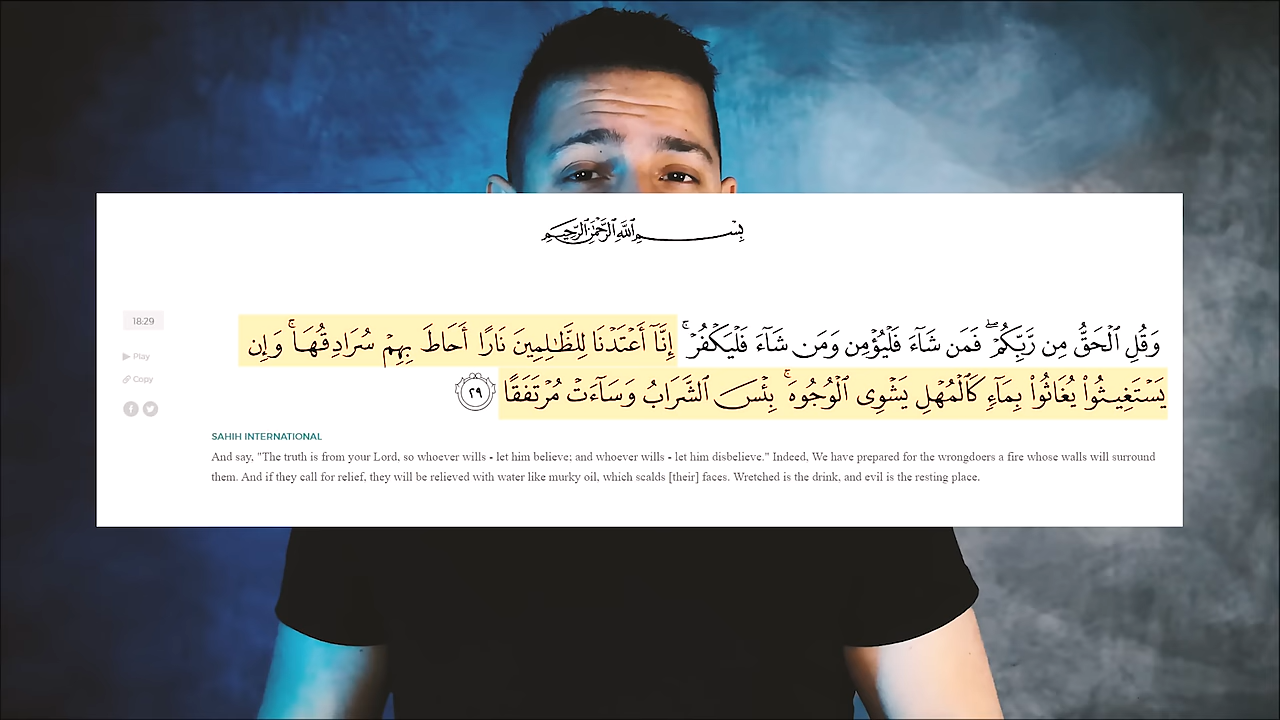 بِسْمِ اللَّهِ الرَّحْمَٰنِ الرَّحِيمِ
18:29
وَقُلِ ٱلْحَقُّ مِن رَّبِّكُمْ ۖ فَمَن شَآءَ فَلْيُؤْمِن وَمَن شَآءَ فَلْيَكْفُرْ ۚ إِنَّآ أَعْتَدْنَا لِلظَّـٰلِمِينَ نَارًا أَحَاطَ بِهِمْ سُرَادِقُهَا ۚ وَإِن
Play
يَسْتَغِيثُوا۟ يُغَاثُوا۟ بِمَآءٍ كَٱلْمُهْلِ يَشْوِى ٱلْوُجُوهَ ۚ بِئْسَ ٱلشَّرَابُ وَسَآءَتْ مُرْتَفَقًا ٢٩
Copy
SAHIH INTERNATIONAL
And say, "The truth is from your Lord, so whoever wills - let him believe; and whoever wills - let him disbelieve." Indeed, We have prepared for the wrongdoers a fire whose walls will surround
them. And if they call for relief, they will be relieved with water like murky oil, which scalds [their] faces. Wretched is the drink, and evil is the resting place.